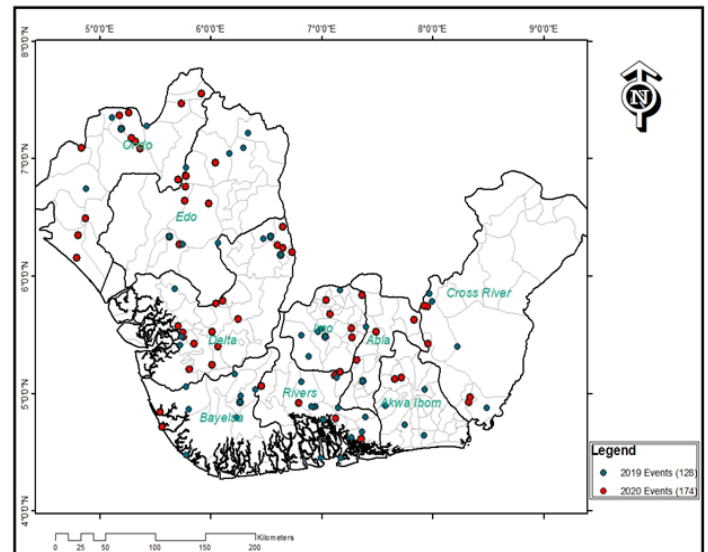 5°0'0"E 6°0'0"E 7°0'0"E 8°0'0"E 9°0'0"E
8°0'0"N
N
Ondo
7°0'0"N
Edo
6°0'0"N
Cross River
Imo Abia
Delta
5°0'0"N
Rivers
Akwa Ibom
Bayelsa
Legend
2019 Events (128)
2020 Events (174)
4°0'0"N
Kilometers
0 25 50 100 150 200